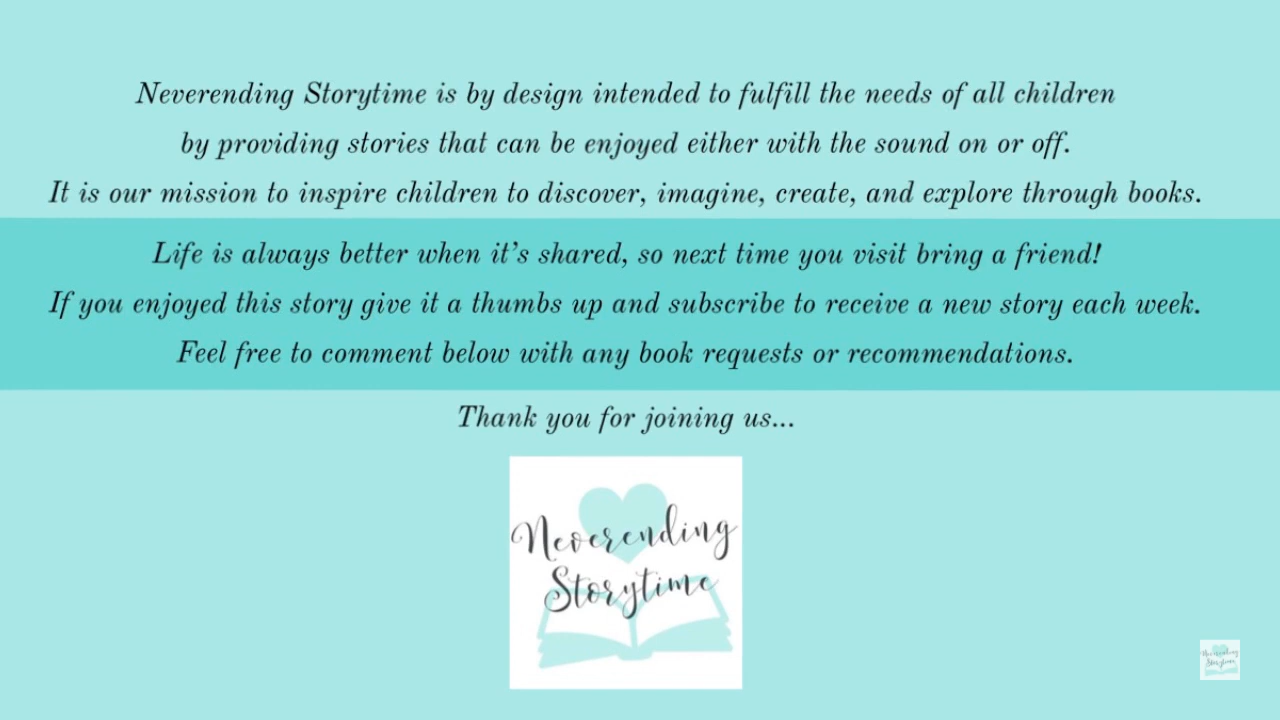 Neverending Storytime is by design intended to fulfill the needs of all children
by providing stories that can be enjoyed either with the sound on or off.
It is our mission to inspire children to discover, imagine, create, and explore through books.
Life is always better when it's shared, so next time you visit bring a friend!
If you enjoyed this story give it a thumbs up and subscribe to receive a new story each week.
Feel free to comment below with any book requests or recommendations.
Thank you for joining us...
Neverending
Storytime
Neverending
Storytime